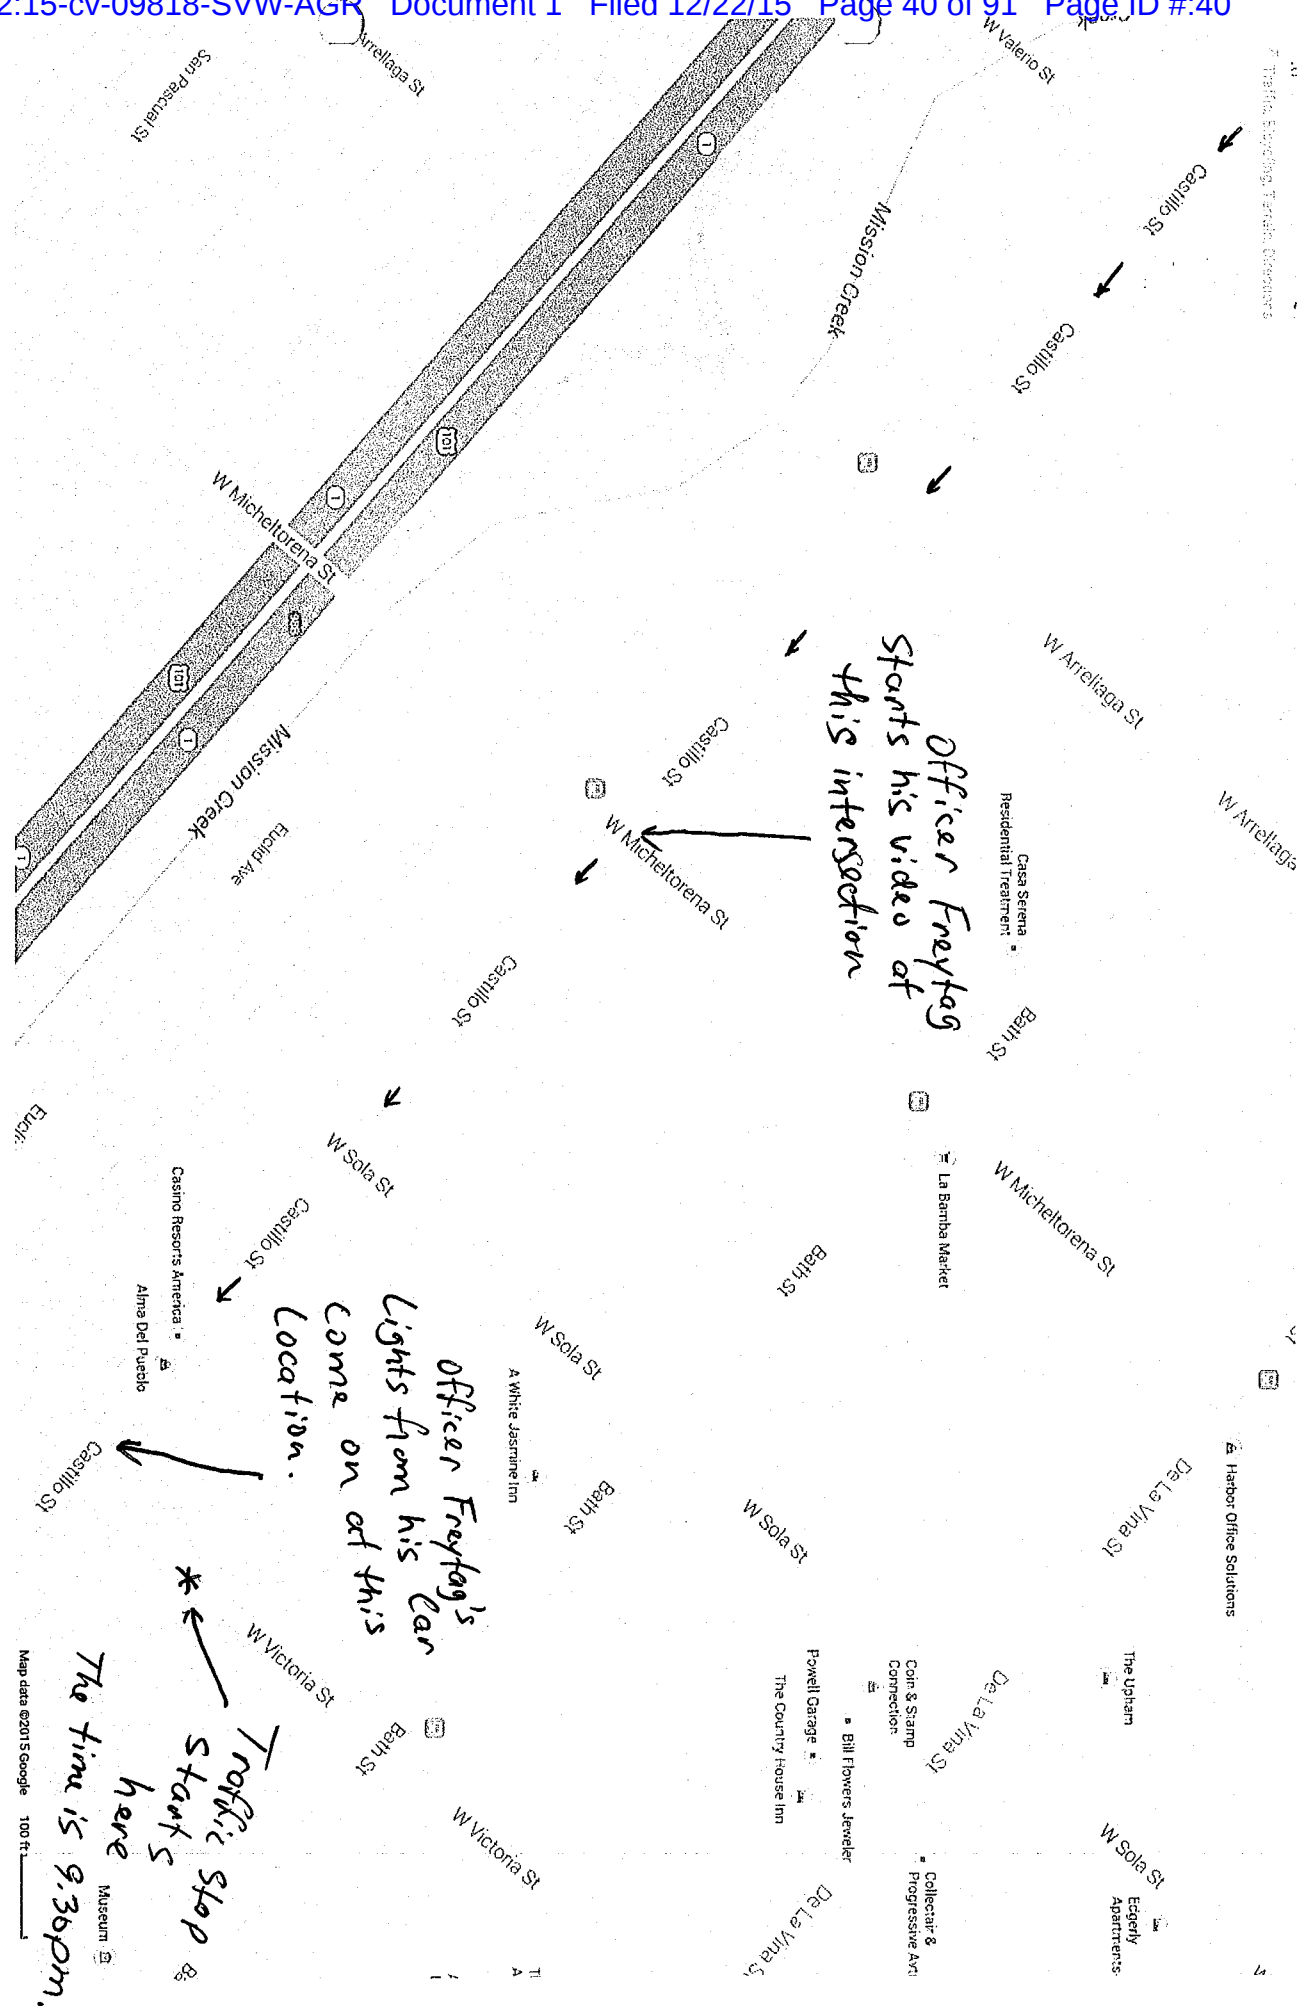 2:15-cv-09818-SVW-AGR Document 1 Filed 12/22/15 Page 40 of 91 Page ID #:40
Arrellaga St
San Pascual St
W Valerio St
Castillo St
Traffic, Bicycling, Terrain, Directions
1
Mission Creek
Castillo St
101
1
W Micheltorena St
W Arrellaga St
101
1
Mission Creek
Castillo St
Officer Freytag
Starts his video at
this intersection
Casa Serena
Residential Treatment
W Arrellaga
W Micheltorena St
Euclid Ave
1
Castillo St
Bath St
W Sola St
La Bamba Market
W Micheltorena St
Castillo St
Bath St
Casino Resorts America
Alma Del Pueblo
Officer Freytag's
Lights from his Car
Come on at this
Location.
W Sola St
A White Jasmine Inn
Castillo St
Bath St
W Sola St
De La Vina St
Harbor Office Solutions
*
W Victoria St
Bath St
Powell Garage
The Country House Inn
Coin & Stamp
Connection
Bill Flowers Jeweler
De La Vina St
The Upham
Traffic Stop
Starts
here
The time is 9:36pm.
W Victoria St
W Sola St
Edgerly
Apartments
Collectair &
Progressive Art
De La Vina S
Museum
Ba
Map data ©2015 Google 100 ft